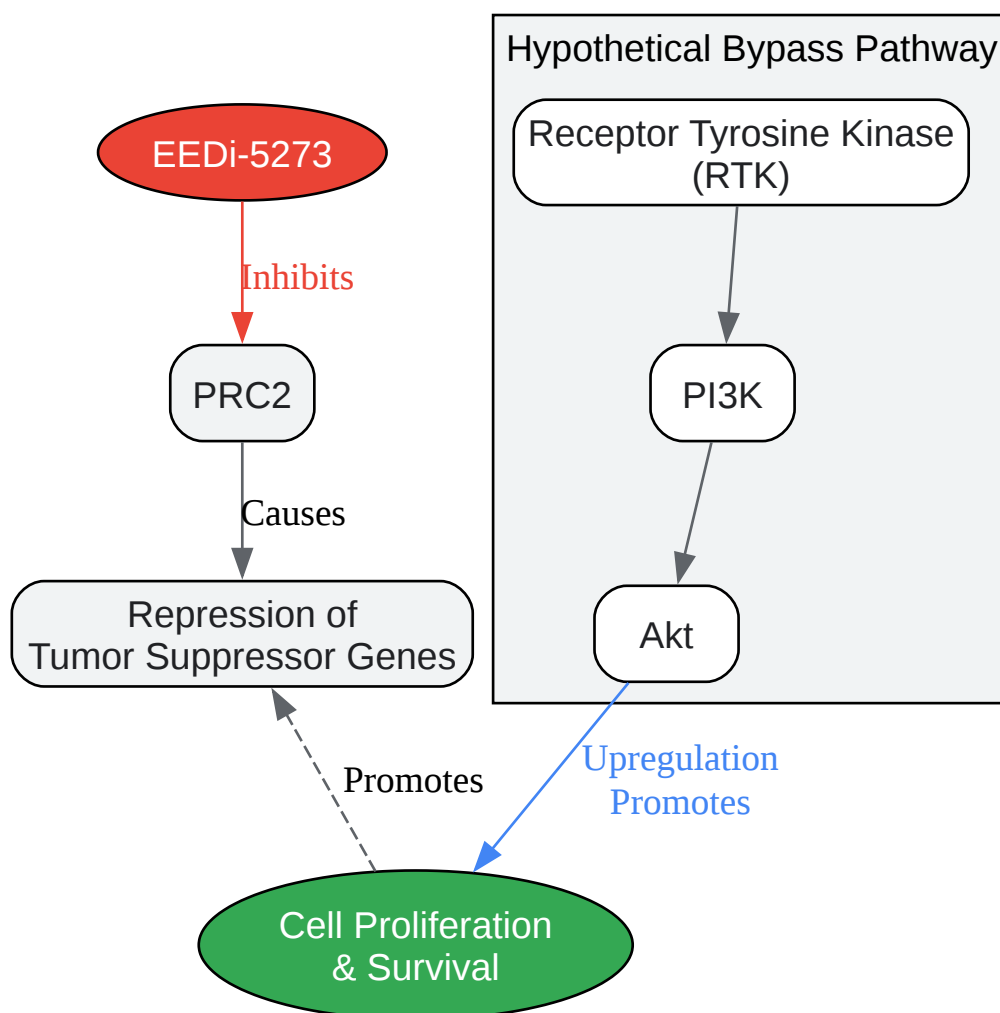 Hypothetical Bypass Pathway
EEDi-5273
Receptor Tyrosine Kinase
(RTK)
Inhibits
PRC2
PI3K
Causes
Repression of
Tumor Suppressor Genes
Akt
Promotes
Upregulation
Promotes
Cell Proliferation
& Survival